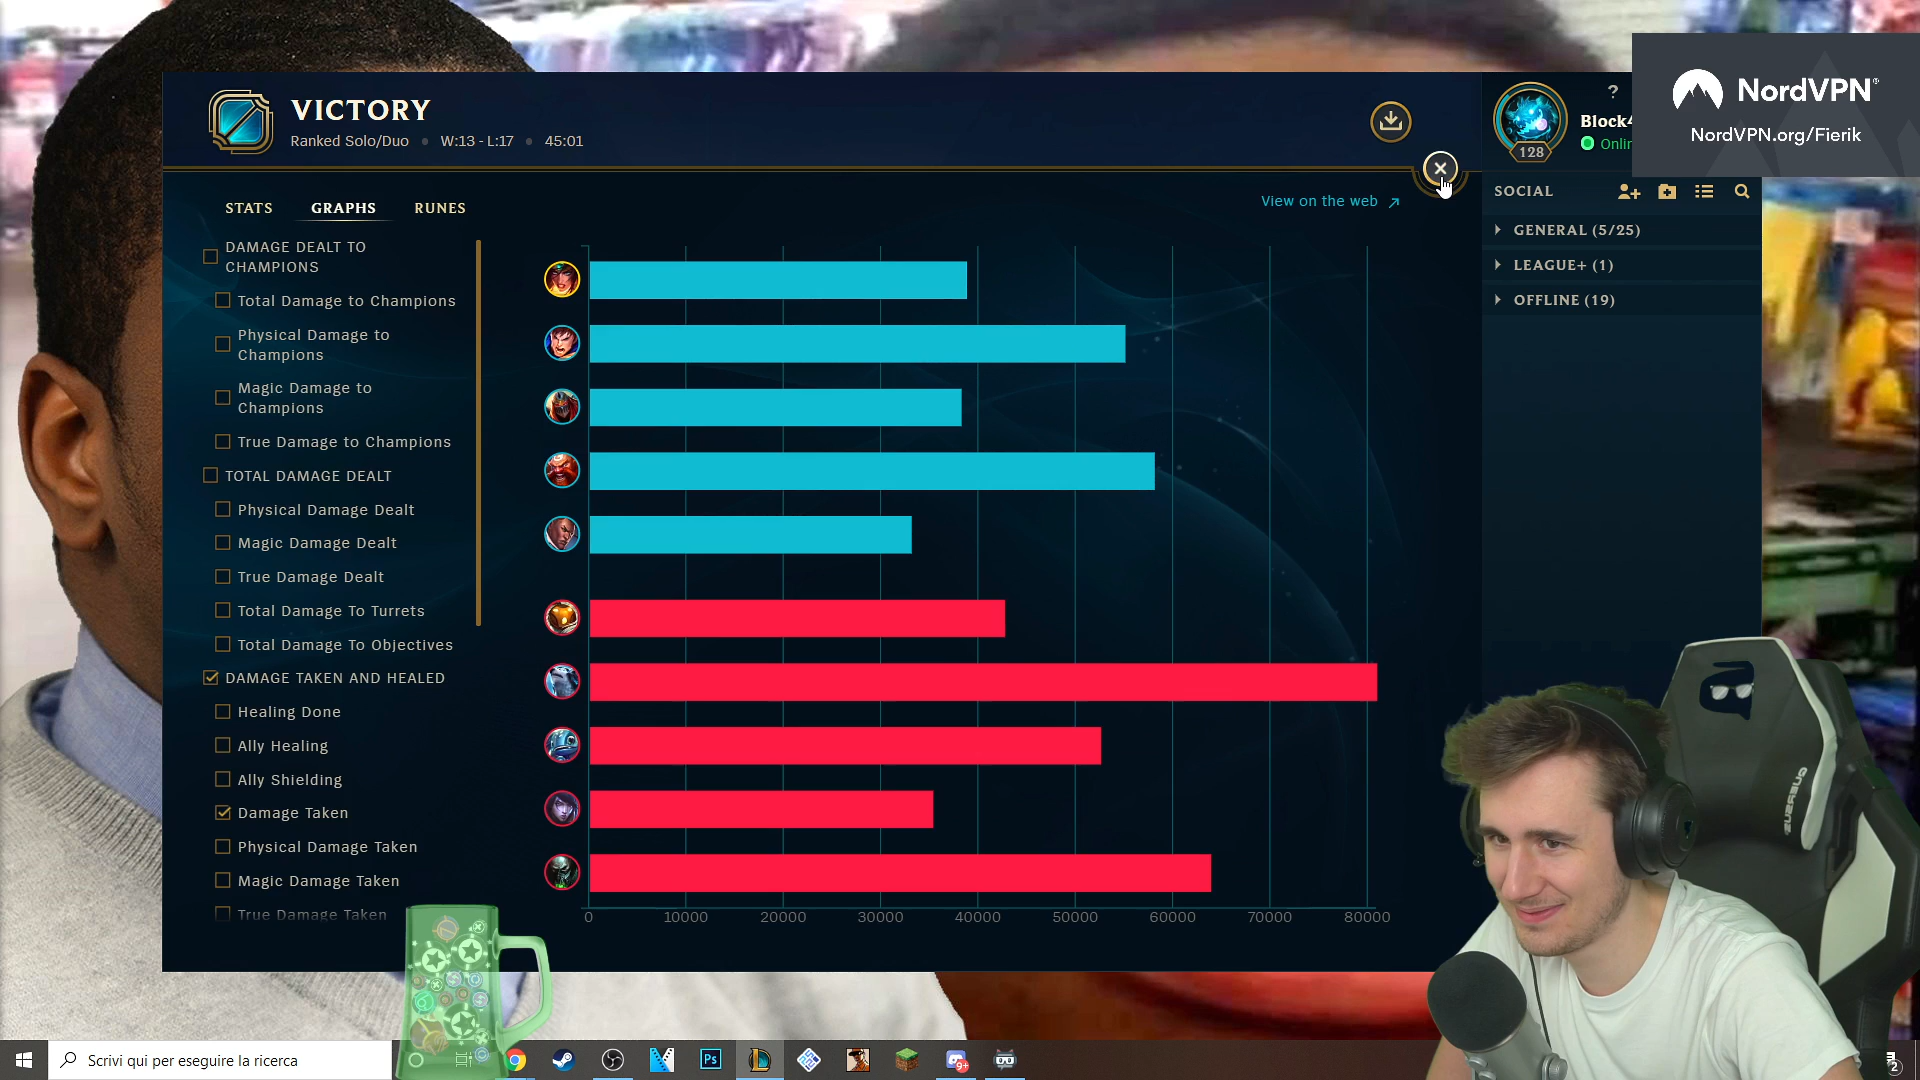 VICTORY
Ranked Solo/Duo • W:13 - L:17 • 45:01
STATS
GRAPHS
RUNES
View on the web
DAMAGE DEALT TO
CHAMPIONS
Total Damage to Champions
Physical Damage to
Champions
Magic Damage to
Champions
True Damage to Champions
TOTAL DAMAGE DEALT
Physical Damage Dealt
Magic Damage Dealt
True Damage Dealt
Total Damage To Turrets
Total Damage To Objectives
DAMAGE TAKEN AND HEALED
Healing Done
Ally Healing
Ally Shielding
Damage Taken
Physical Damage Taken
Magic Damage Taken
True Damage Taken
0 10000 20000 30000 40000 50000 60000 70000 80000
?
128
NordVPN®
NordVPN.org/Fierik
SOCIAL
GENERAL (5/25)
LEAGUE+ (1)
OFFLINE (19)
QUERSUS
Scrivi qui per eseguire la ricerca
Ps
9+
2